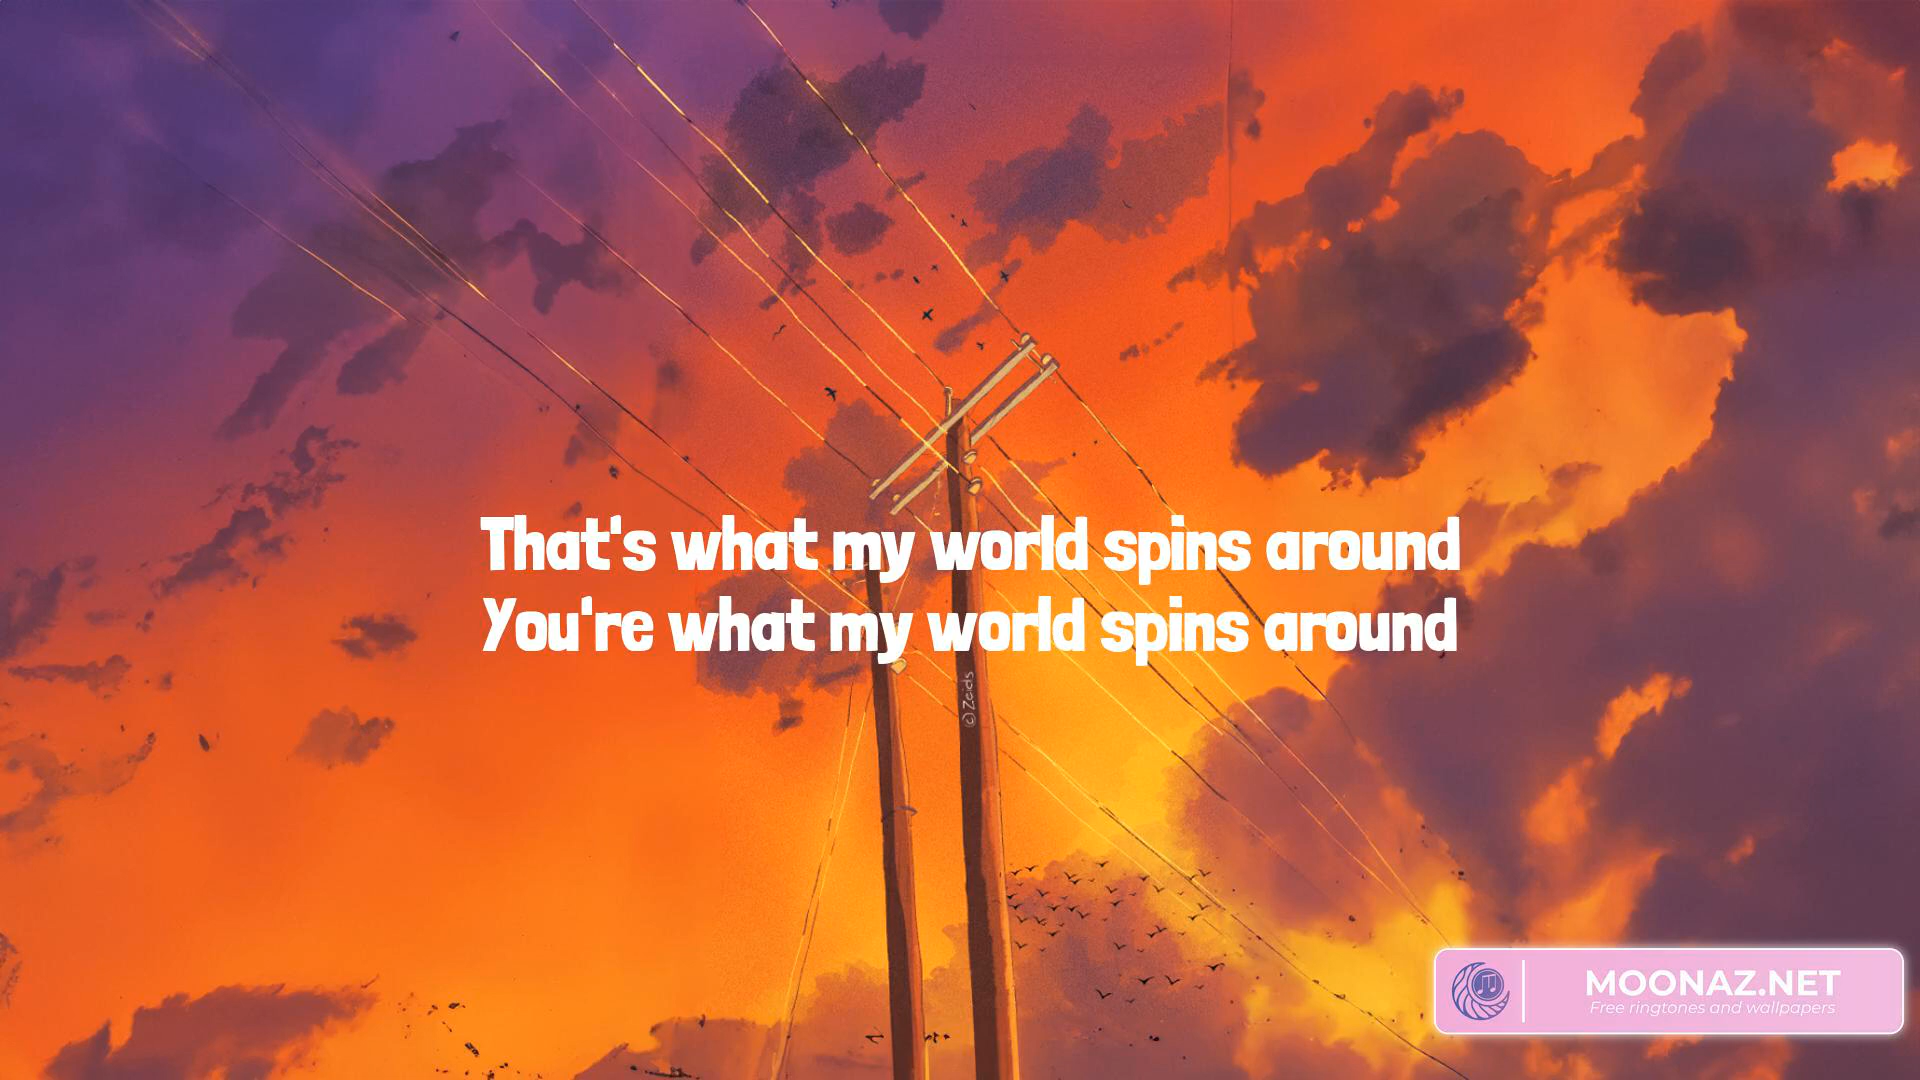 That's what my world spins around
You're what my world spins around
© Zeids
MOONAZ.NET
Free ringtones and wallpapers